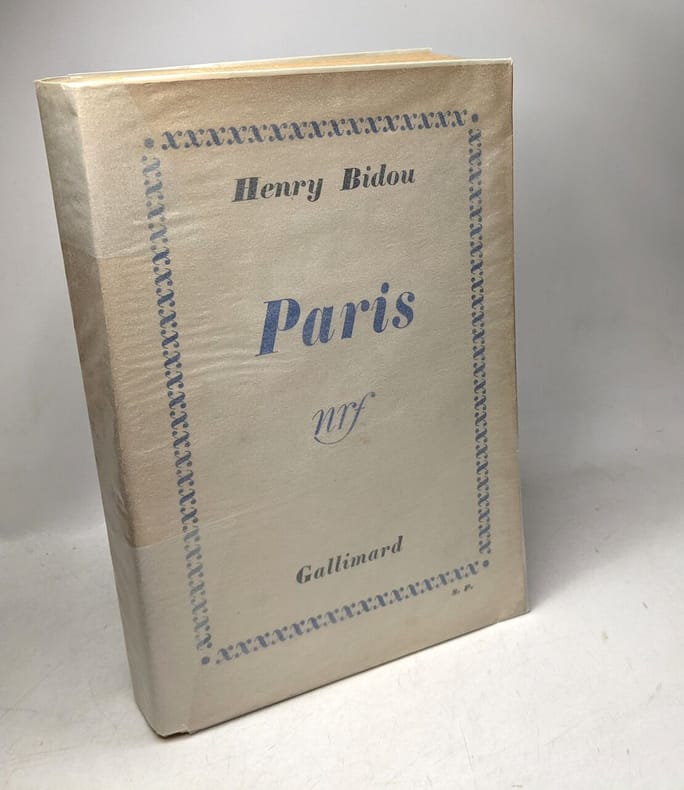 Henry Bidou
Paris
nrf
Gallimard
S. P.